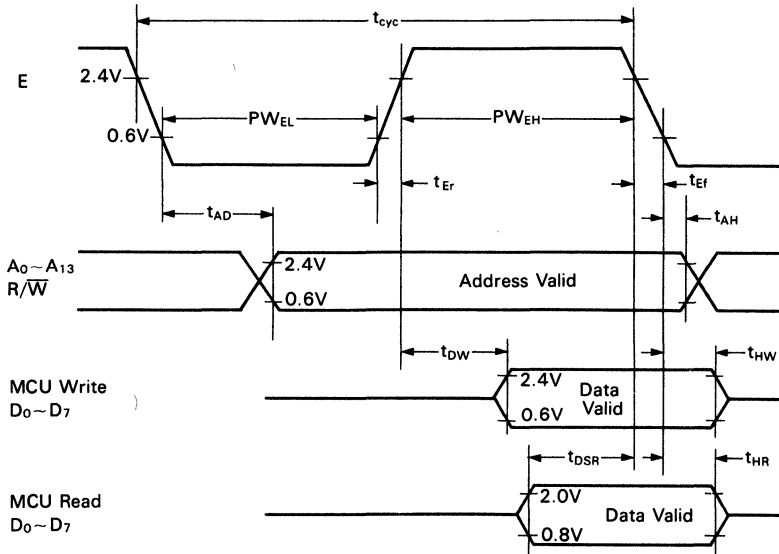 tcyc
E
2.4V
PWEL
PWEH
0.6V
tEr
tEf
tAD
tAH
A0~A13
R/W̅
2.4V
Address Valid
0.6V
tDW
tHW
MCU Write
D0~D7
2.4V
Data
Valid
0.6V
tDSR
tHR
MCU Read
D0~D7
2.0V
Data Valid
0.8V